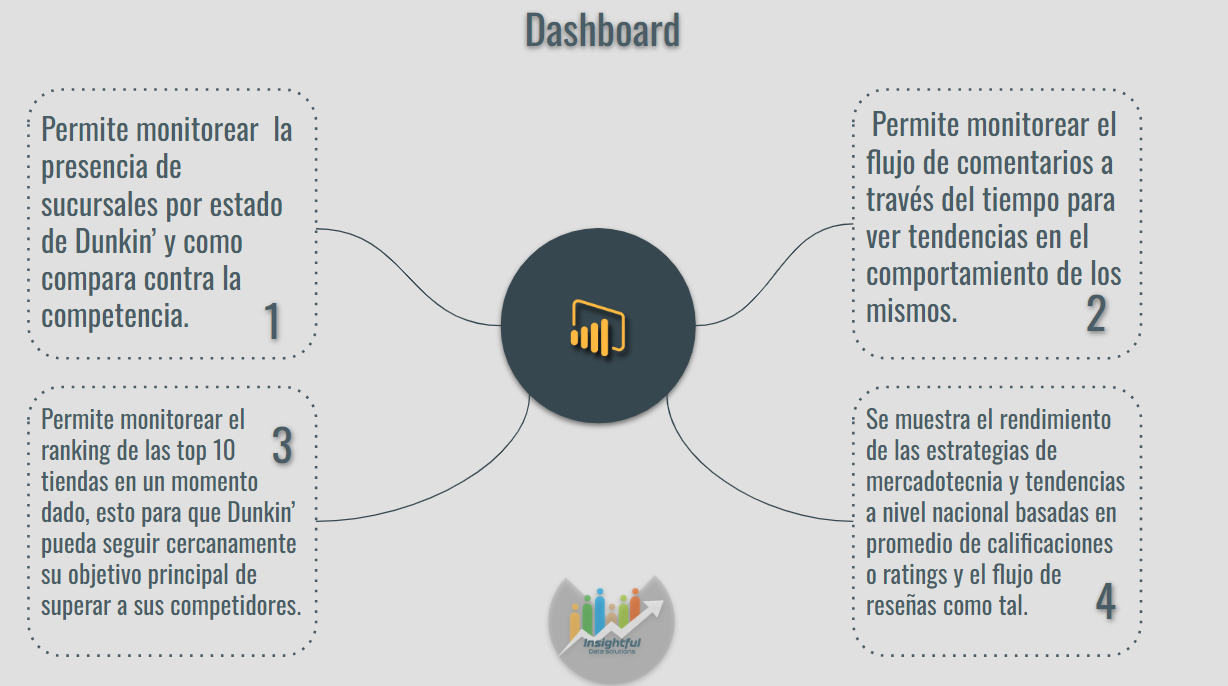 Dashboard
Permite monitorear  la
presencia de
sucursales por estado
de Dunkin’ y como
compara contra la
competencia.
1
Permite monitorear el
flujo de comentarios a
través del tiempo para
ver tendencias en el
comportamiento de los
mismos.
2
Permite monitorear el
ranking de las top 10
tiendas en un momento
dado, esto para que Dunkin’
pueda seguir cercanamente
su objetivo principal de
superar a sus competidores.
3
Se muestra el rendimiento
de las estrategias de
mercadotecnia y tendencias
a nivel nacional basadas en
promedio de calificaciones
o ratings y el flujo de
reseñas como tal.
4
Insightful
Data Solutions